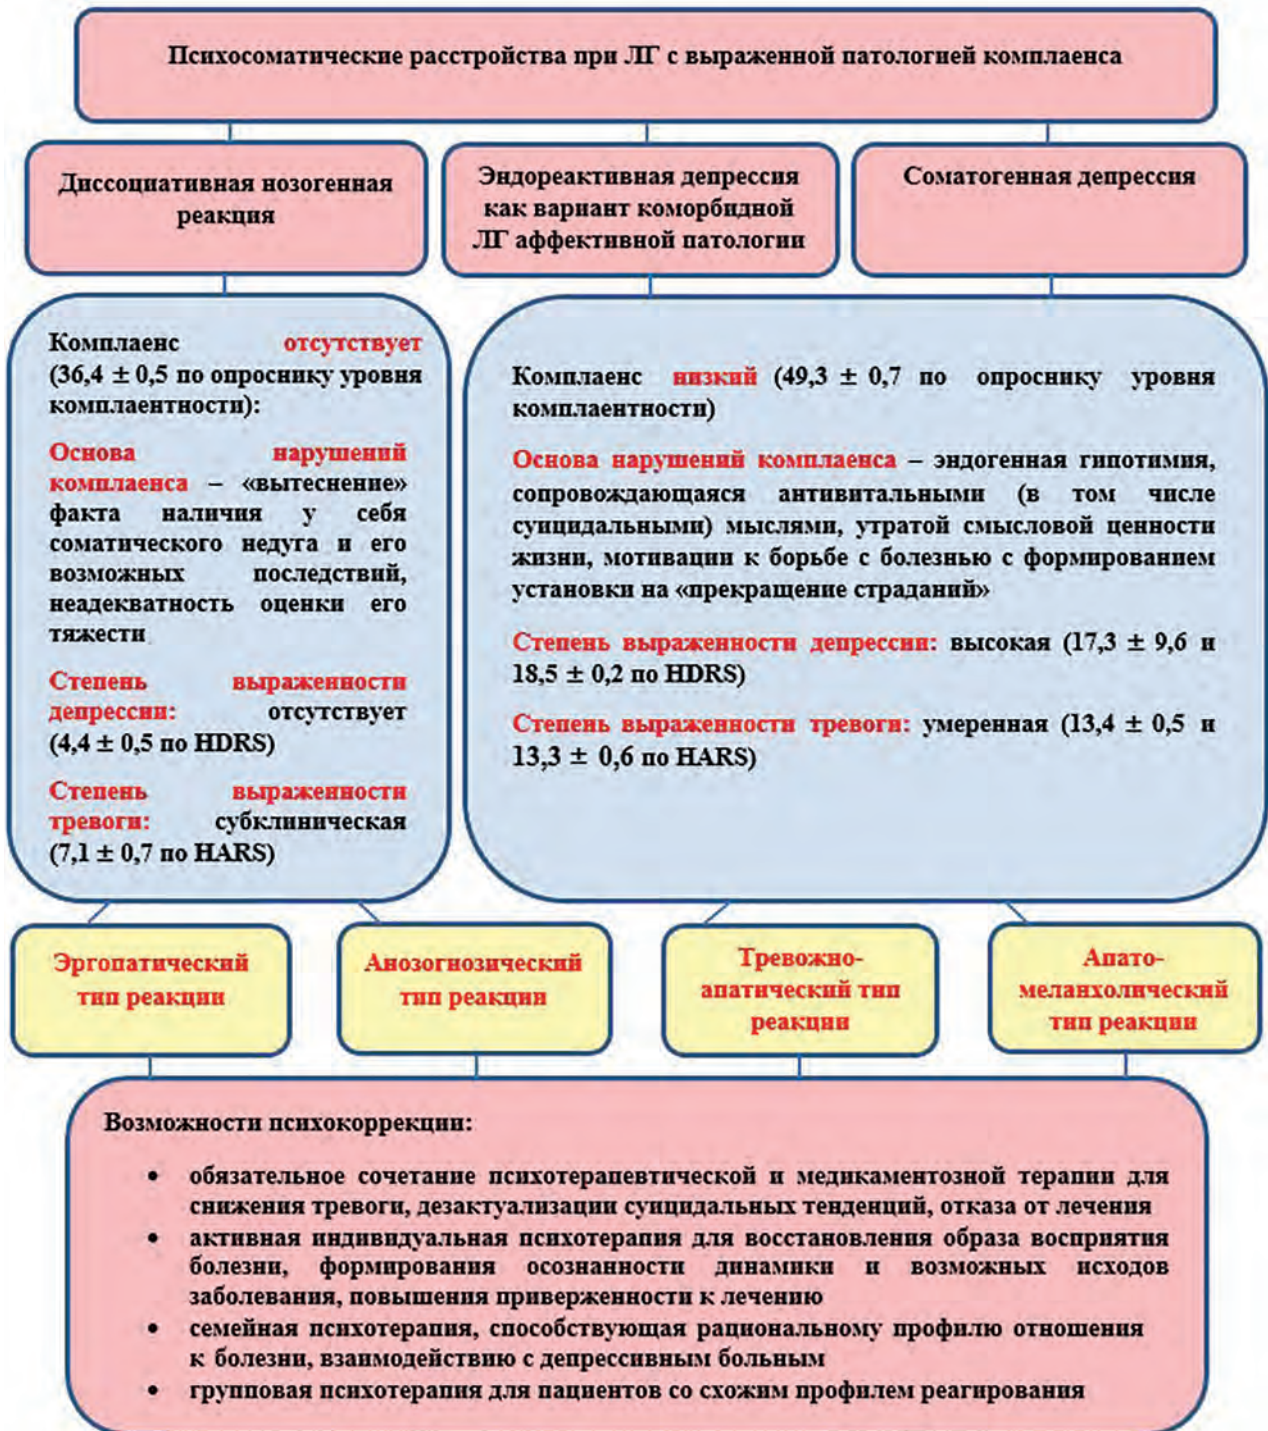 Психосоматические расстройства при ЛГ с выраженной патологией комплаенса
Диссоциативная нозогенная
реакция
Эндореактивная депрессия
как вариант коморбидной
ЛГ аффективной патологии
Соматогенная депрессия
Комплаенс отсутствует
(36,4 ± 0,5 по опроснику уровня
комплаентности):
Основа нарушений
комплаенса – «вытеснение»
факта наличия у себя
соматического недуга и его
возможных последствий,
неадекватность оценки его
тяжести
Степень выраженности
депрессии: отсутствует
(4,4 ± 0,5 по HDRS)
Степень выраженности
тревоги: субклиническая
(7,1 ± 0,7 по HARS)
Комплаенс низкий (49,3 ± 0,7 по опроснику уровня
комплаентности)
Основа нарушений комплаенса – эндогенная гипотимия,
сопровождающаяся антивитальными (в том числе
суицидальными) мыслями, утратой смысловой ценности
жизни, мотивации к борьбе с болезнью с формированием
установки на «прекращение страданий»
Степень выраженности депрессии: высокая (17,3 ± 9,6 и
18,5 ± 0,2 по HDRS)
Степень выраженности тревоги: умеренная (13,4 ± 0,5 и
13,3 ± 0,6 по HARS)
Эргопатический
тип реакции
Анозогнозический
тип реакции
Тревожно-
апатический тип
реакции
Апато-
меланхолический
тип реакции
Возможности психокоррекции:
• обязательное сочетание психотерапевтической и медикаментозной терапии для
снижения тревоги, дезактуализации суицидальных тенденций, отказа от лечения
• активная индивидуальная психотерапия для восстановления образа восприятия
болезни, формирования осознанности динамики и возможных исходов
заболевания, повышения приверженности к лечению
• семейная психотерапия, способствующая рациональному профилю отношения
к болезни, взаимодействию с депрессивным больным
• групповая психотерапия для пациентов со схожим профилем реагирования